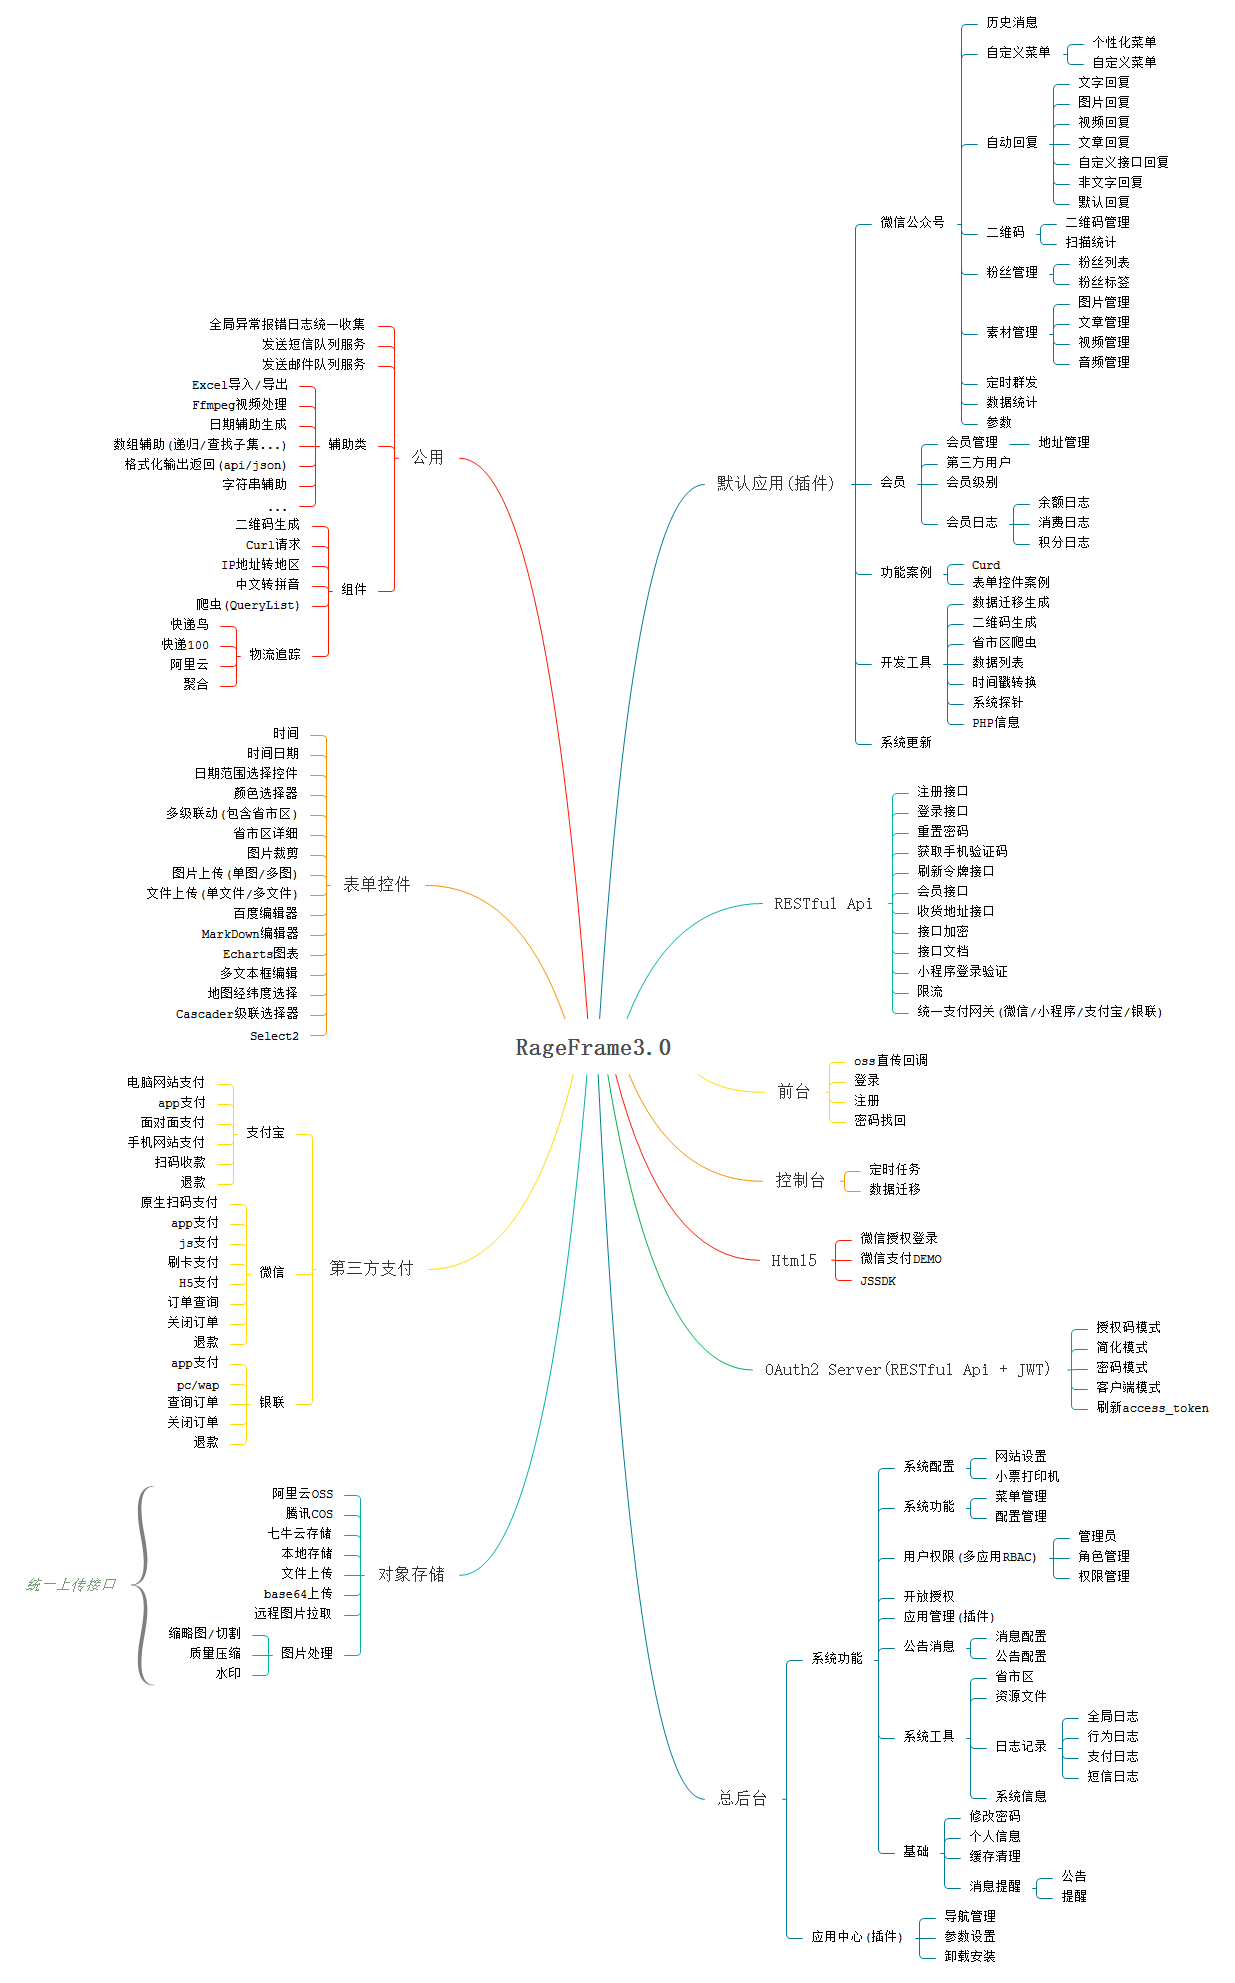 RageFrame3.0
默认应用(插件)
微信公众号
历史消息
自定义菜单
个性化菜单
自定义菜单
自动回复
文字回复
图片回复
视频回复
文章回复
自定义接口回复
非文字回复
默认回复
二维码
二维码管理
扫描统计
粉丝管理
粉丝列表
粉丝标签
素材管理
图片管理
文章管理
视频管理
音频管理
定时群发
数据统计
参数
会员
会员管理
地址管理
第三方用户
会员级别
会员日志
余额日志
消费日志
积分日志
功能案例
Curd
表单控件案例
开发工具
数据迁移生成
二维码生成
省市区爬虫
数据列表
时间戳转换
系统探针
PHP信息
系统更新
RESTful Api
注册接口
登录接口
重置密码
获取手机验证码
刷新令牌接口
会员接口
收货地址接口
接口加密
接口文档
小程序登录验证
限流
统一支付网关(微信/小程序/支付宝/银联)
前台
oss直传回调
登录
注册
密码找回
控制台
定时任务
数据迁移
Html5
微信授权登录
微信支付DEMO
JSSDK
OAuth2 Server(RESTful Api + JWT)
授权码模式
简化模式
密码模式
客户端模式
刷新access_token
总后台
系统功能
系统配置
网站设置
小票打印机
系统功能
菜单管理
配置管理
用户权限(多应用RBAC)
管理员
角色管理
权限管理
开放授权
应用管理(插件)
公告消息
消息配置
公告配置
系统工具
省市区
资源文件
日志记录
全局日志
行为日志
支付日志
短信日志
系统信息
基础
修改密码
个人信息
缓存清理
消息提醒
公告
提醒
应用中心(插件)
导航管理
参数设置
卸载安装
公用
全局异常报错日志统一收集
发送短信队列服务
发送邮件队列服务
辅助类
Excel导入/导出
Ffmpeg视频处理
日期辅助生成
数组辅助(递归/查找子集...)
格式化输出返回(api/json)
字符串辅助
...
组件
二维码生成
Curl请求
IP地址转地区
中文转拼音
爬虫(QueryList)
物流追踪
快递鸟
快递100
阿里云
聚合
表单控件
时间
时间日期
日期范围选择控件
颜色选择器
多级联动(包含省市区)
省市区详细
图片裁剪
图片上传(单图/多图)
文件上传(单文件/多文件)
百度编辑器
MarkDown编辑器
Echarts图表
多文本框编辑
地图经纬度选择
Cascader级联选择器
Select2
第三方支付
支付宝
电脑网站支付
app支付
面对面支付
手机网站支付
扫码收款
退款
微信
原生扫码支付
app支付
js支付
刷卡支付
H5支付
订单查询
关闭订单
退款
银联
app支付
pc/wap
查询订单
关闭订单
退款
对象存储
阿里云OSS
腾讯COS
七牛云存储
本地存储
文件上传
base64上传
远程图片拉取
图片处理
缩略图/切割
质量压缩
水印
统一上传接口